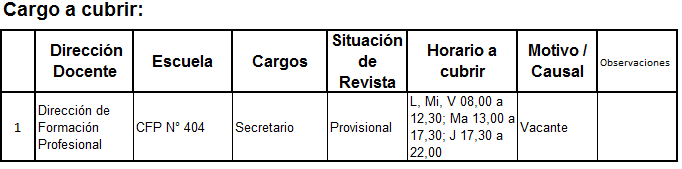 Cargo a cubrir:
Dirección
Docente
Escuela
Cargos
Situación
de
Revista
Horario a
cubrir
Motivo /
Causal
Observaciones
1
Dirección de
Formación
Profesional
CFP N° 404
Secretario
Provisional
L, Mi, V 08,00 a
12,30; Ma 13,00 a
17,30; J 17,30 a
22,00
Vacante